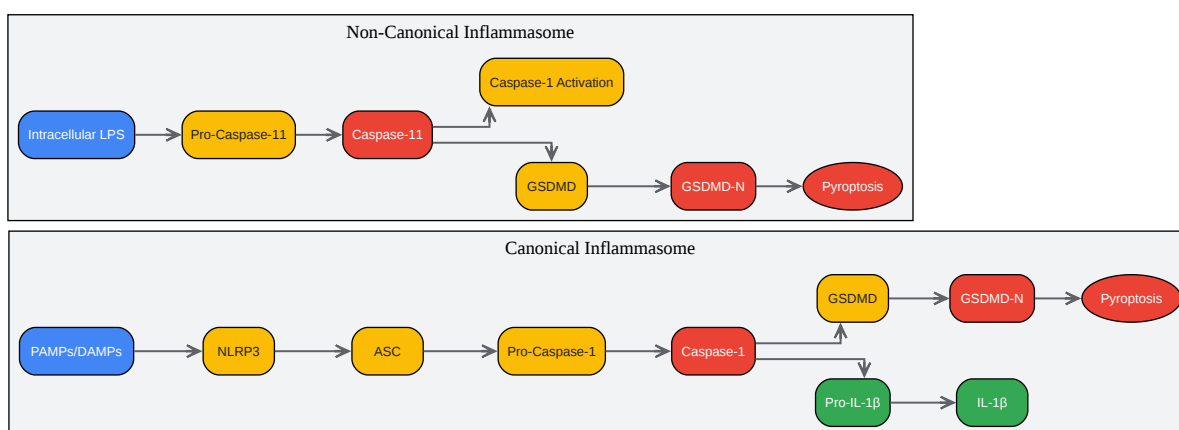 Non-Canonical Inflammasome
Caspase-1 Activation
Intracellular LPS
Pro-Caspase-11
Caspase-11
GSDMD
GSDMD-N
Pyroptosis
Canonical Inflammasome
GSDMD
GSDMD-N
Pyroptosis
PAMPs/DAMPs
NLRP3
ASC
Pro-Caspase-1
Caspase-1
Pro-IL-1β
IL-1β